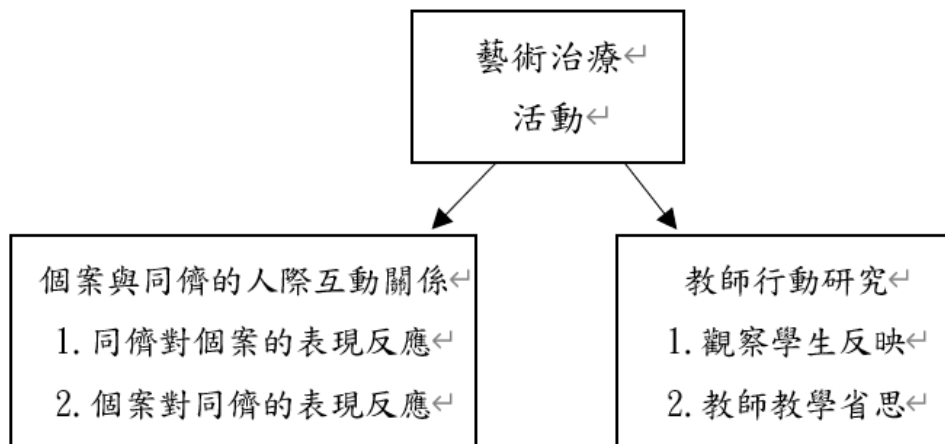 藝術治療↵
活動↵
個案與同儕的人際互動關係↵
1.同儕對個案的表現反應↵
2.個案對同儕的表現反應↵
教師行動研究↵
1.觀察學生反映↵
2.教師教學省思↵